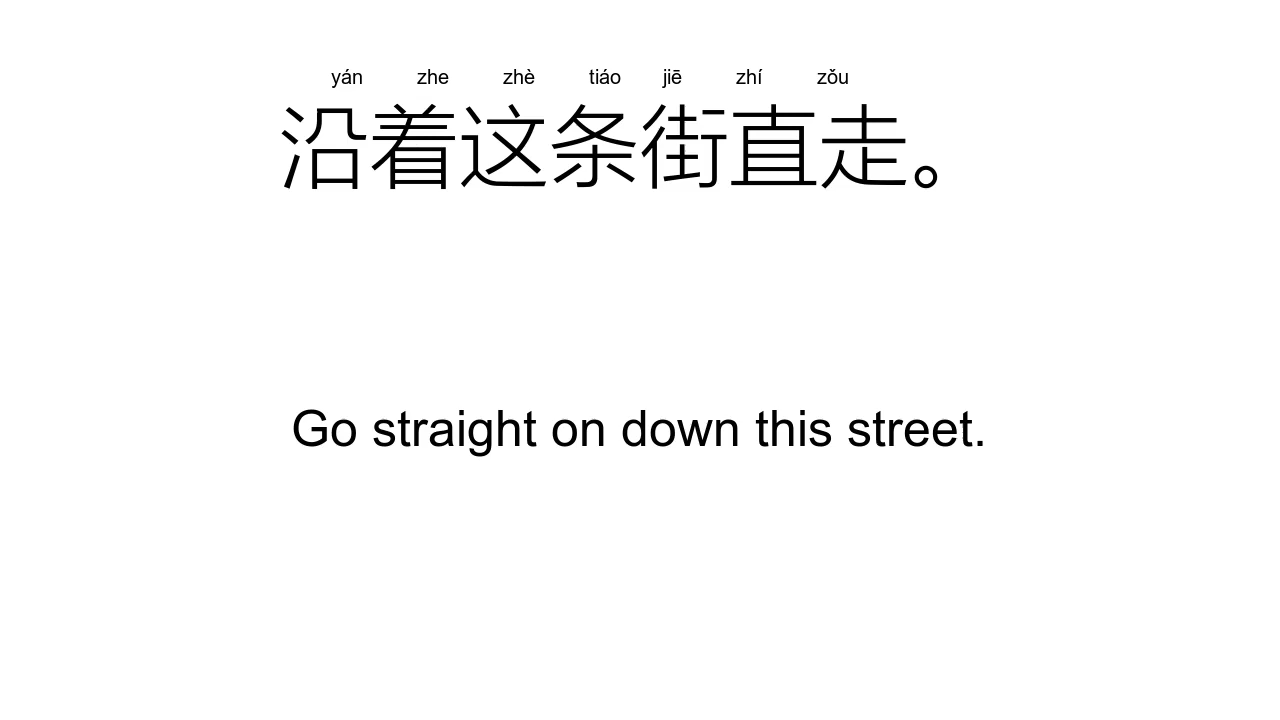 yán zhe zhè tiáo jiē zhí zǒu
沿着这条街直走。
Go straight on down this street.